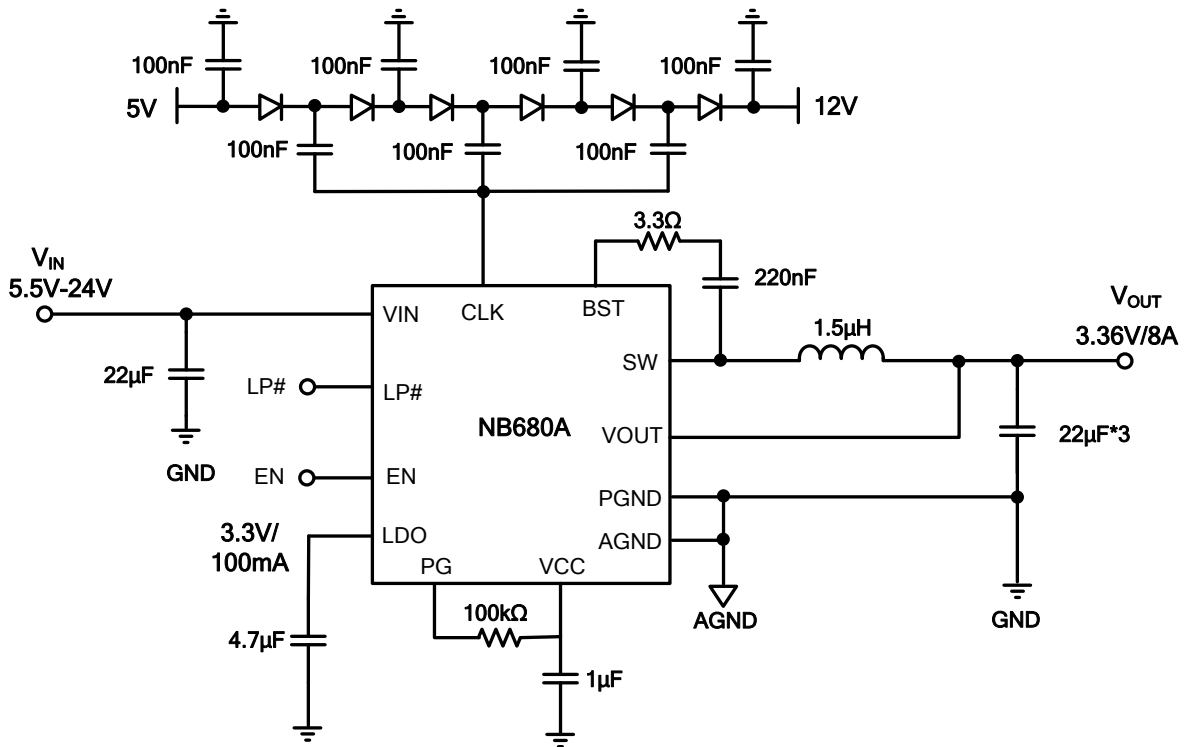 100nF
100nF
100nF
100nF
5V
12V
100nF
100nF
100nF
3.3Ω
220nF
V_IN
5.5V-24V
VIN
CLK
BST
V_OUT
3.36V/8A
1.5µH
SW
22µF
LP#
LP#
NB680A
VOUT
22µF*3
GND
EN
EN
PGND
3.3V/
100mA
LDO
AGND
PG
VCC
100kΩ
AGND
GND
4.7µF
1µF